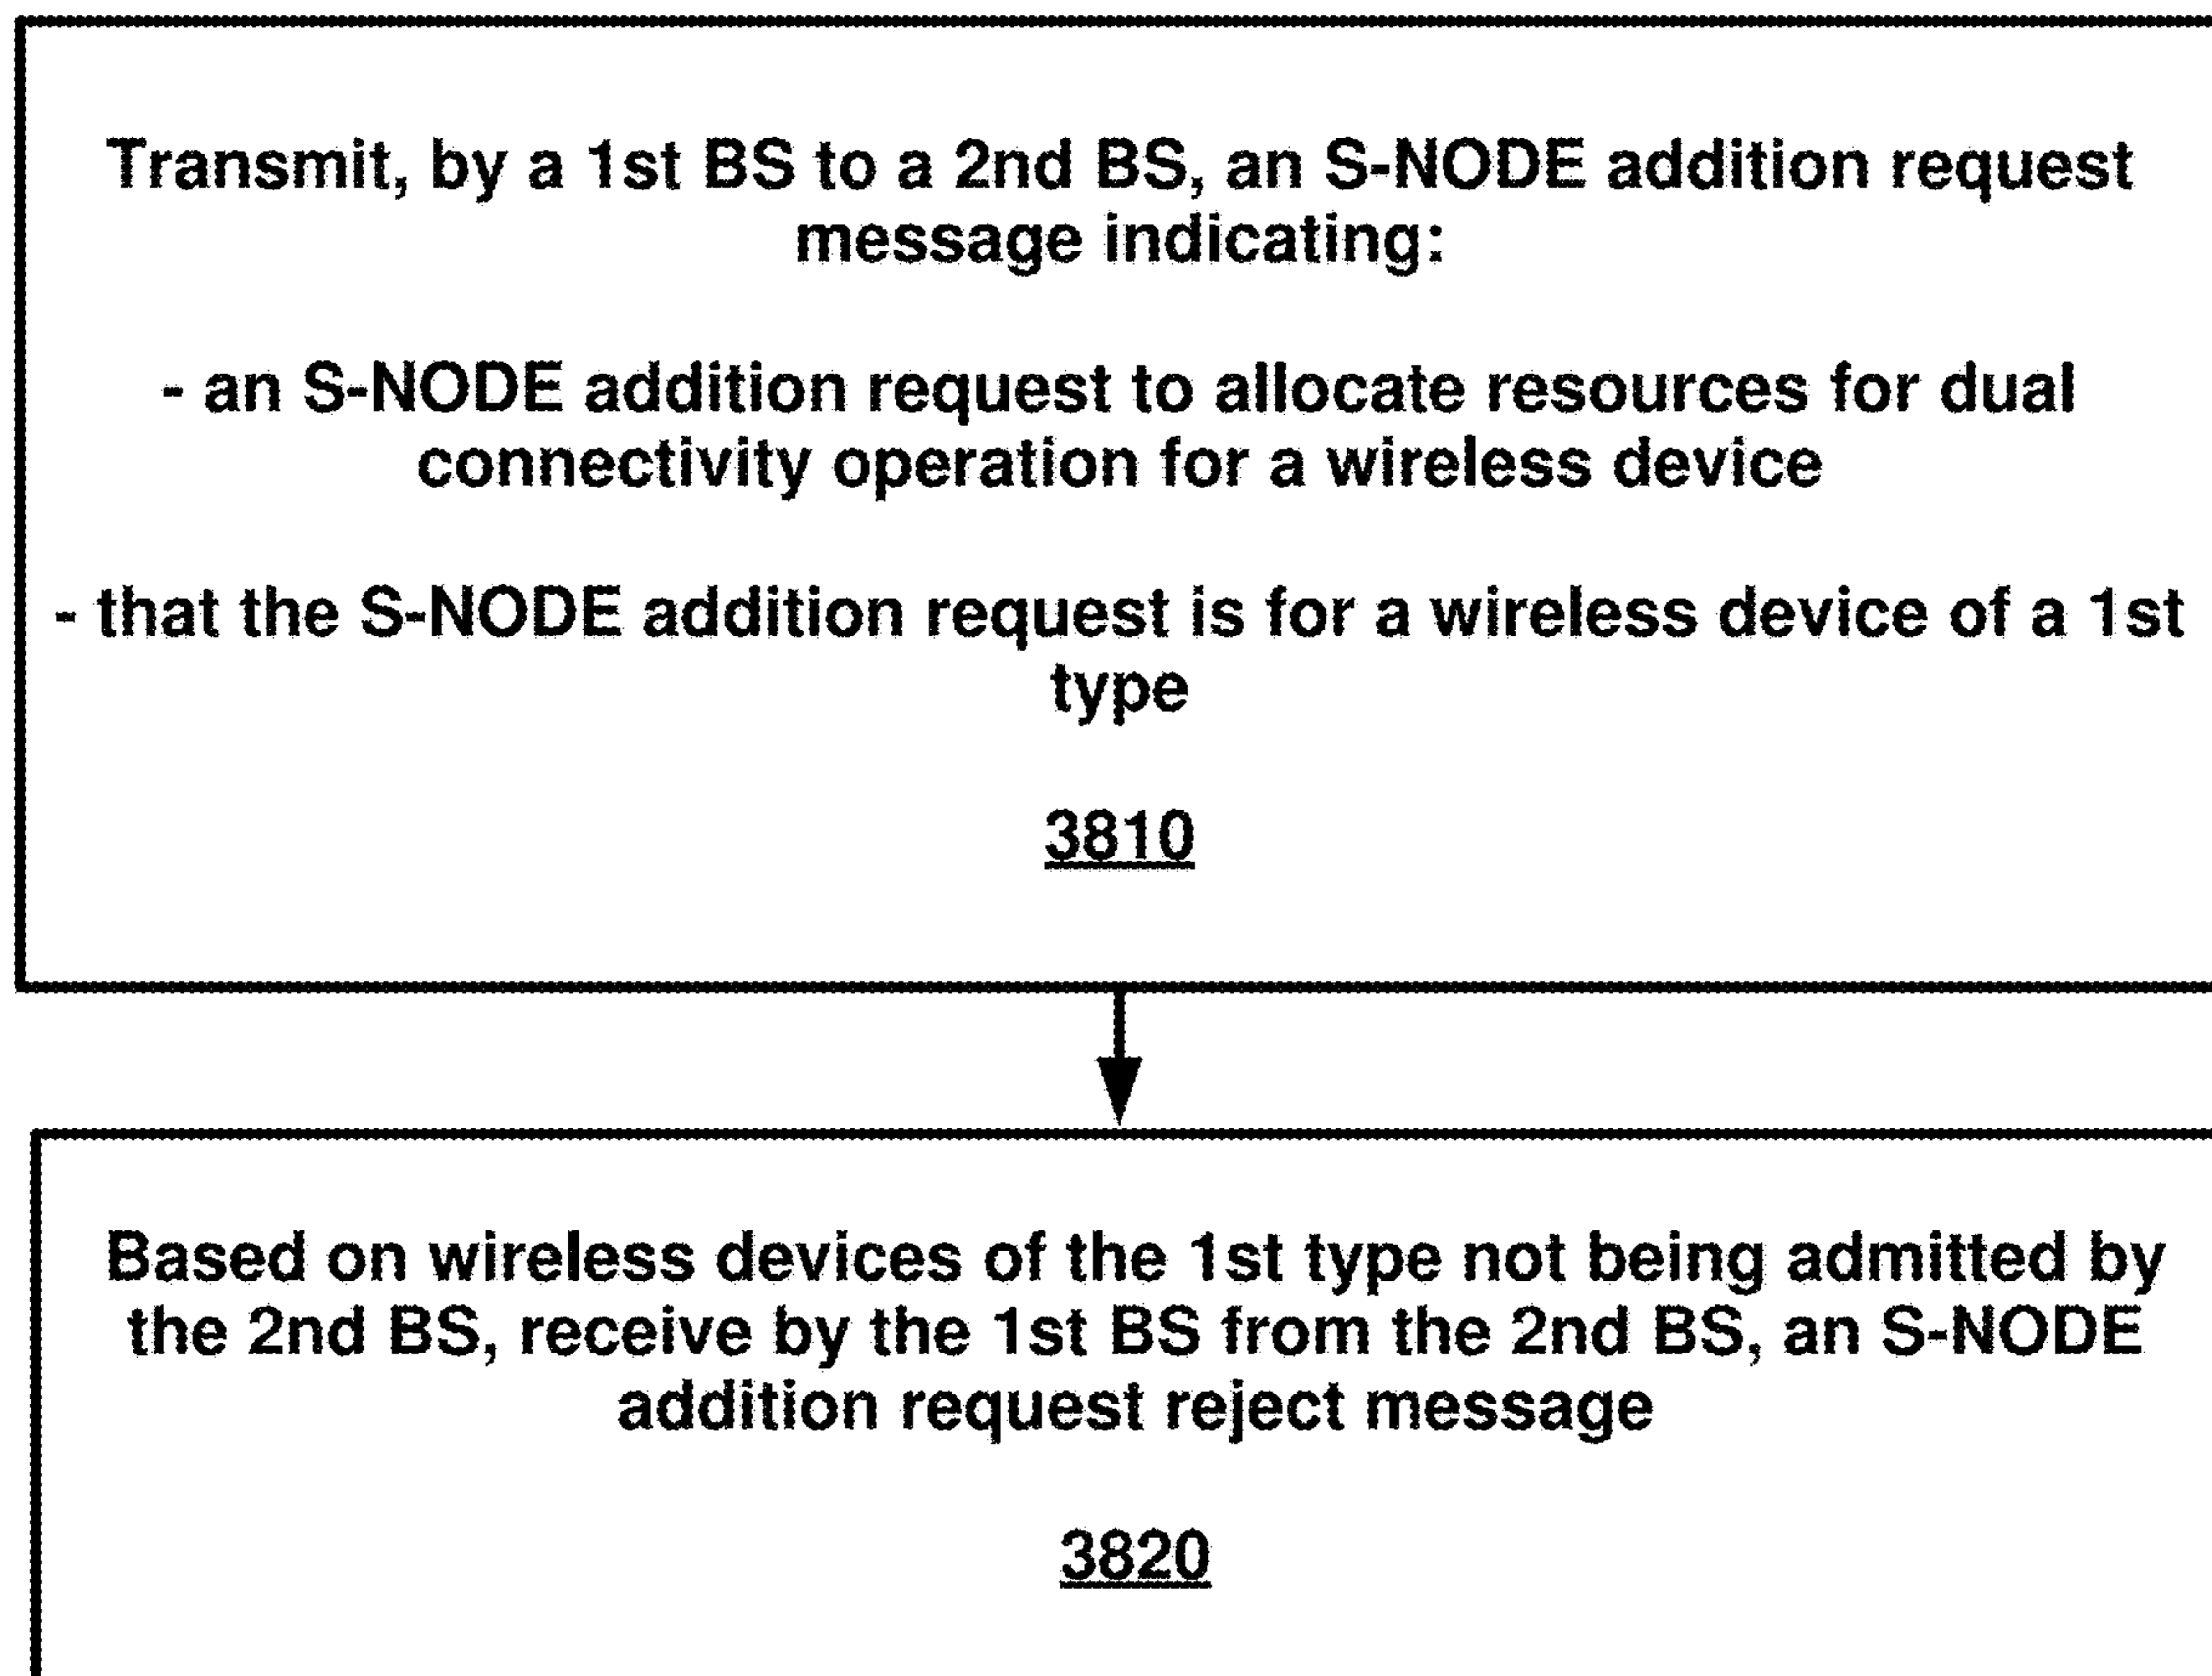 Transmit, by a 1st BS to a 2nd BS, an S-NODE addition request
message indicating:
- an S-NODE addition request to allocate resources for dual
connectivity operation for a wireless device
- that the S-NODE addition request is for a wireless device of a 1st
type
3810
Based on wireless devices of the 1st type not being admitted by
the 2nd BS, receive by the 1st BS from the 2nd BS, an S-NODE
addition request reject message
3820